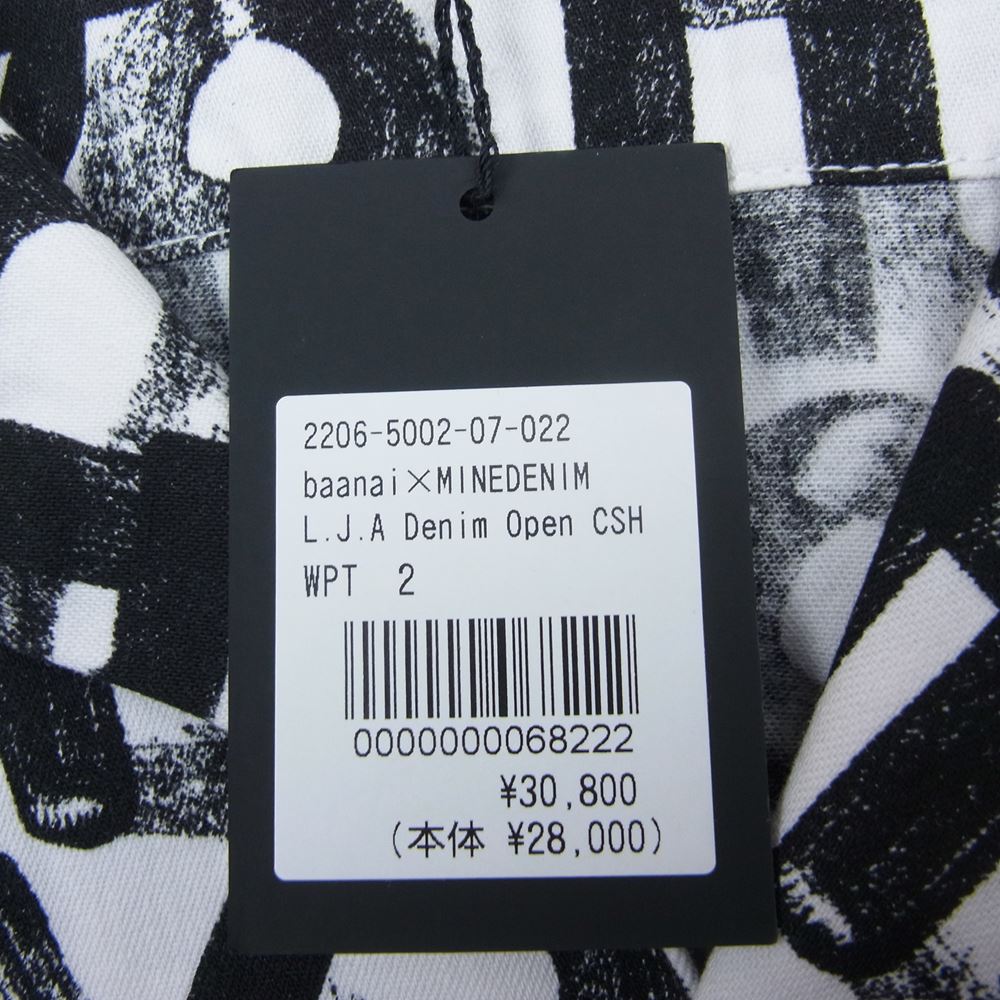 2206-5002-07-022
baanai×MINEDENIM
L.J.A Denim Open CSH
WPT 2
0000000068222
¥30,800
(本体 ¥28,000)